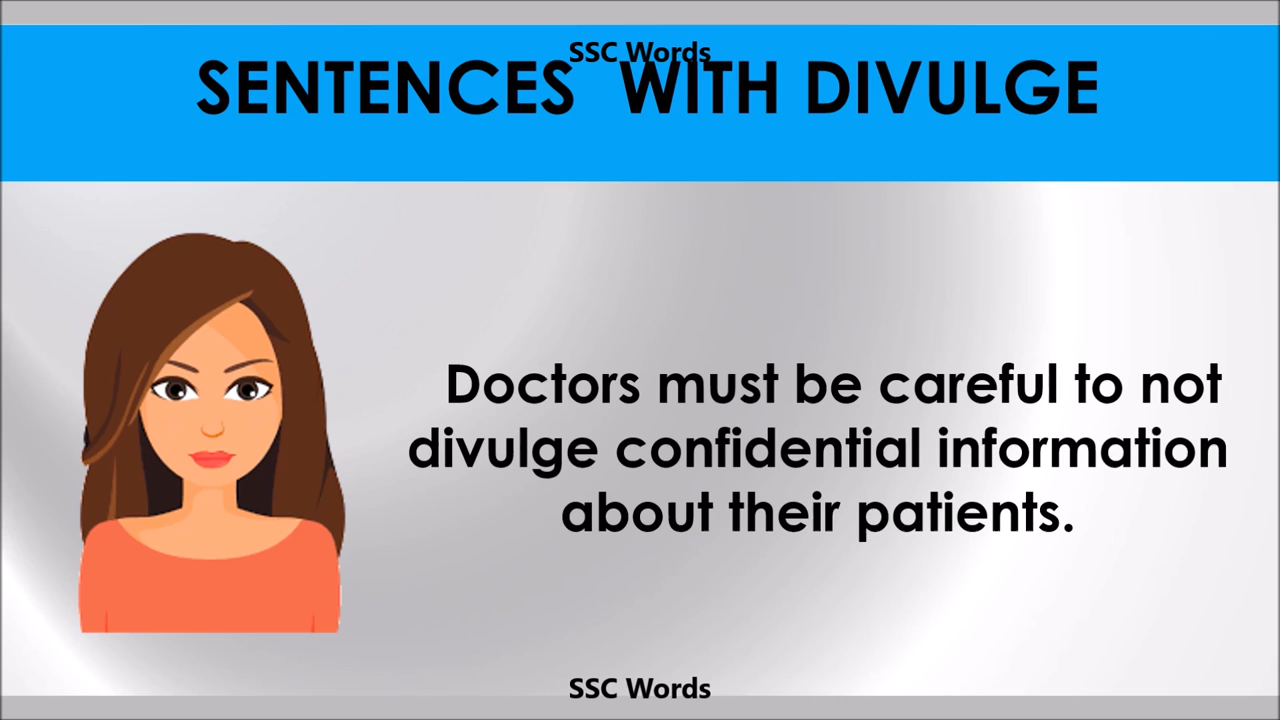 SSC Words
SENTENCES WITH DIVULGE
Doctors must be careful to not
divulge confidential information
about their patients.
SSC Words